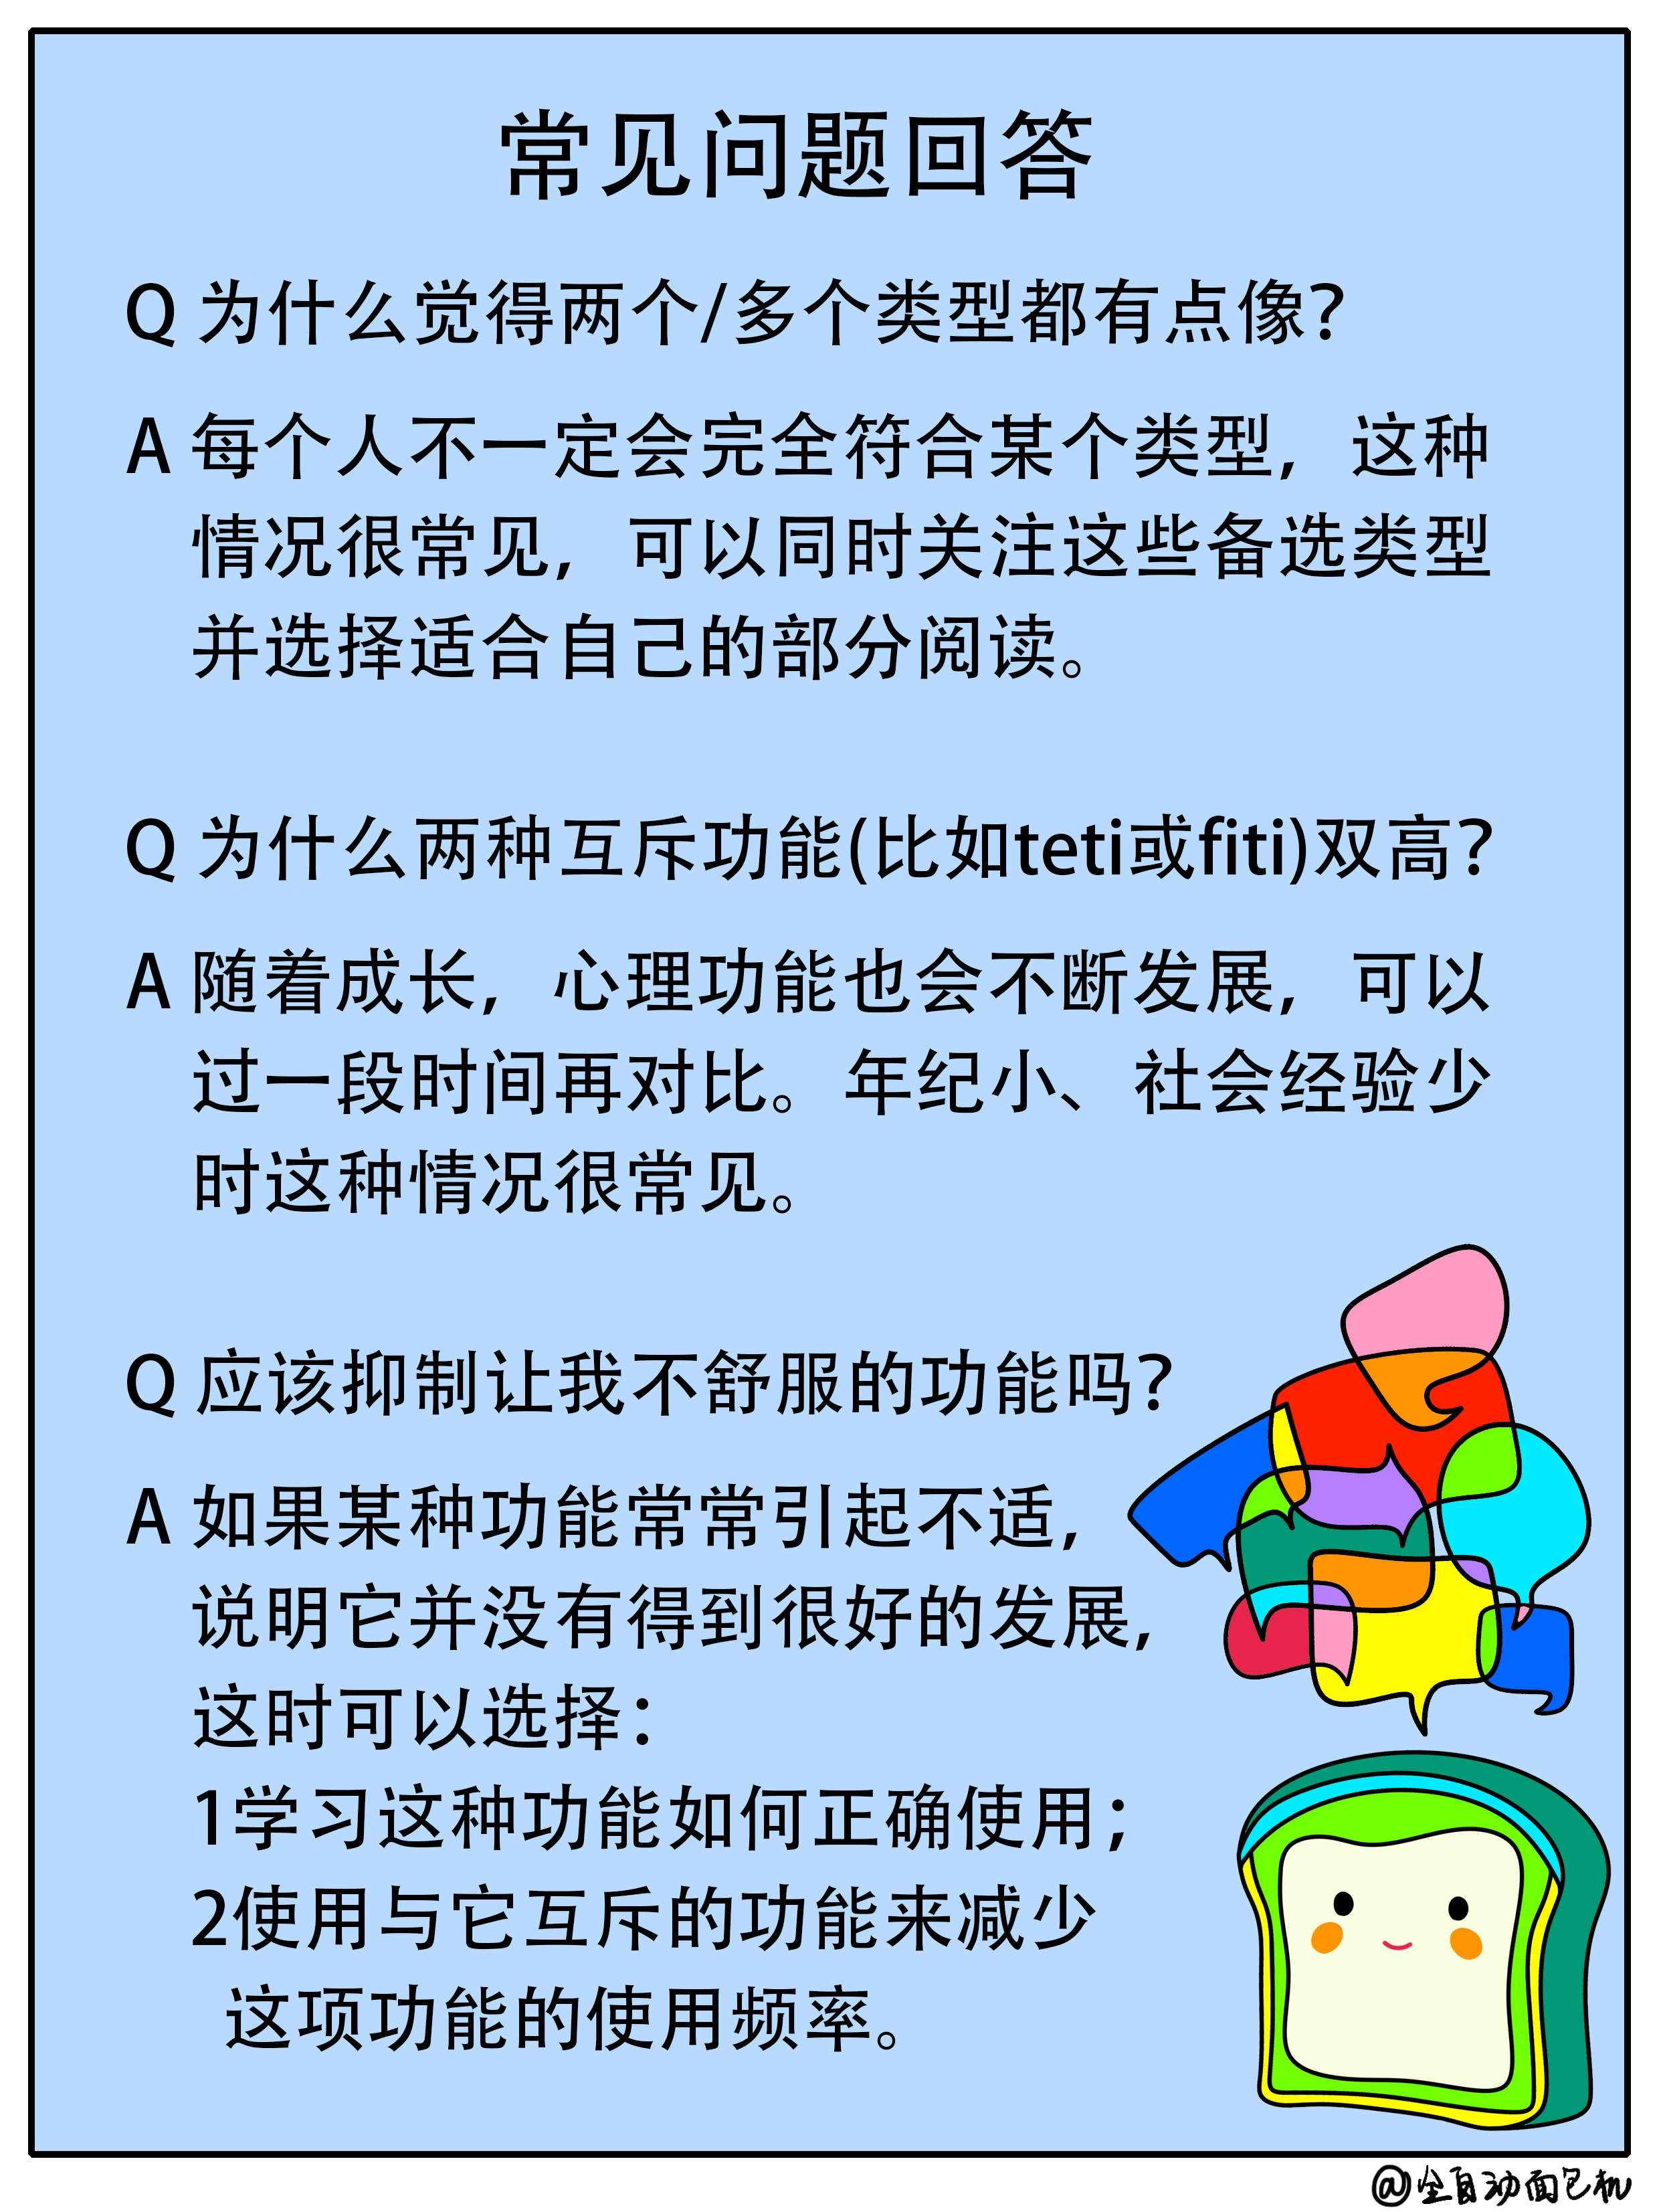 常见问题回答
Q 为什么觉得两个/多个类型都有点像？
A 每个人不一定会完全符合某个类型，这种
情况很常见，可以同时关注这些备选类型
并选择适合自己的部分阅读。
Q 为什么两种互斥功能(比如teti或fiti)双高？
A 随着成长，心理功能也会不断发展，可以
过一段时间再对比。年纪小、社会经验少
时这种情况很常见。
Q 应该抑制让我不舒服的功能吗？
A 如果某种功能常常引起不适，
说明它并没有得到很好的发展，
这时可以选择：
1学习这种功能如何正确使用；
2使用与它互斥的功能来减少
这项功能的使用频率。
@全自动面包机